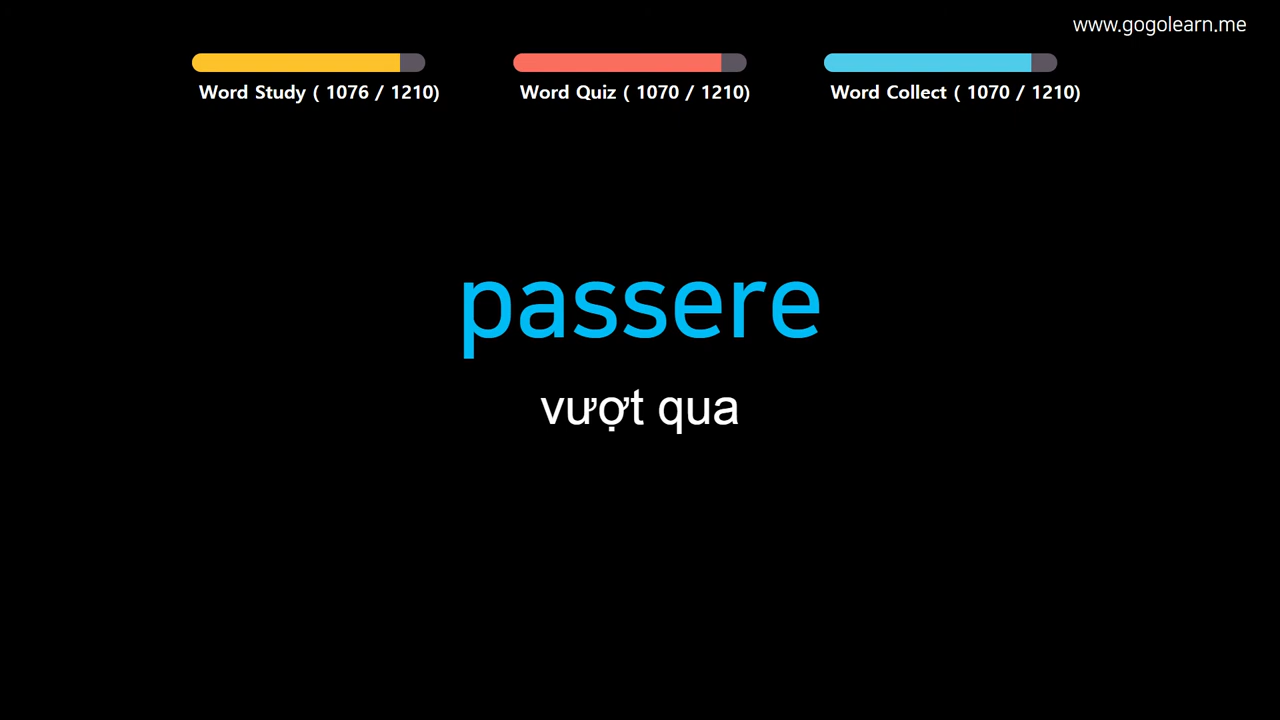 www.gogolearn.me
Word Study ( 1076 / 1210)
Word Quiz ( 1070 / 1210)
Word Collect ( 1070 / 1210)
passere
vượt qua